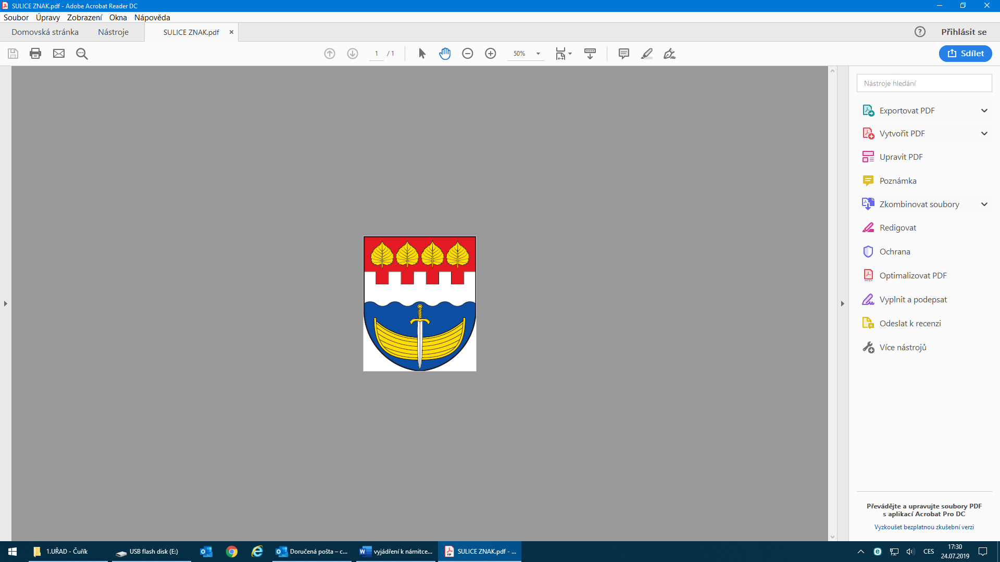 SULICE ZNAK.pdf - Adobe Acrobat Reader DC
Soubor Úpravy Zobrazení Okna Nápověda
Domovská stránka Nástroje SULICE ZNAK.pdf × Přihlásit se
1 / 1 50% Sdílet
Nástroje hledání
Exportovat PDF
Vytvořit PDF
Upravit PDF
Poznámka
Zkombinovat soubory
Redigovat
Ochrana
Optimalizovat PDF
Vyplnit a podepsat
Odeslat k recenzi
Více nástrojů
Převádějte a upravujte soubory PDF
s aplikací Acrobat Pro DC
Vyzkoušet bezplatnou zkušební verzi
1.UŘAD - Čuřík USB flash disk (E:) Doručená pošta – c... vyjádření k námitce... SULICE ZNAK.pdf - ... CES 17:30
24.07.2019